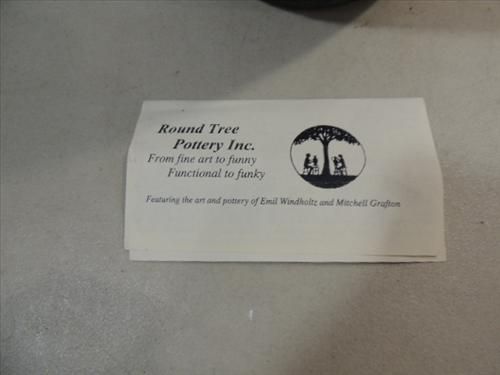 Round Tree
Pottery Inc.
From fine art to funny
Functional to funky
Featuring the art and pottery of Emil Windholtz and Mitchell Grafton